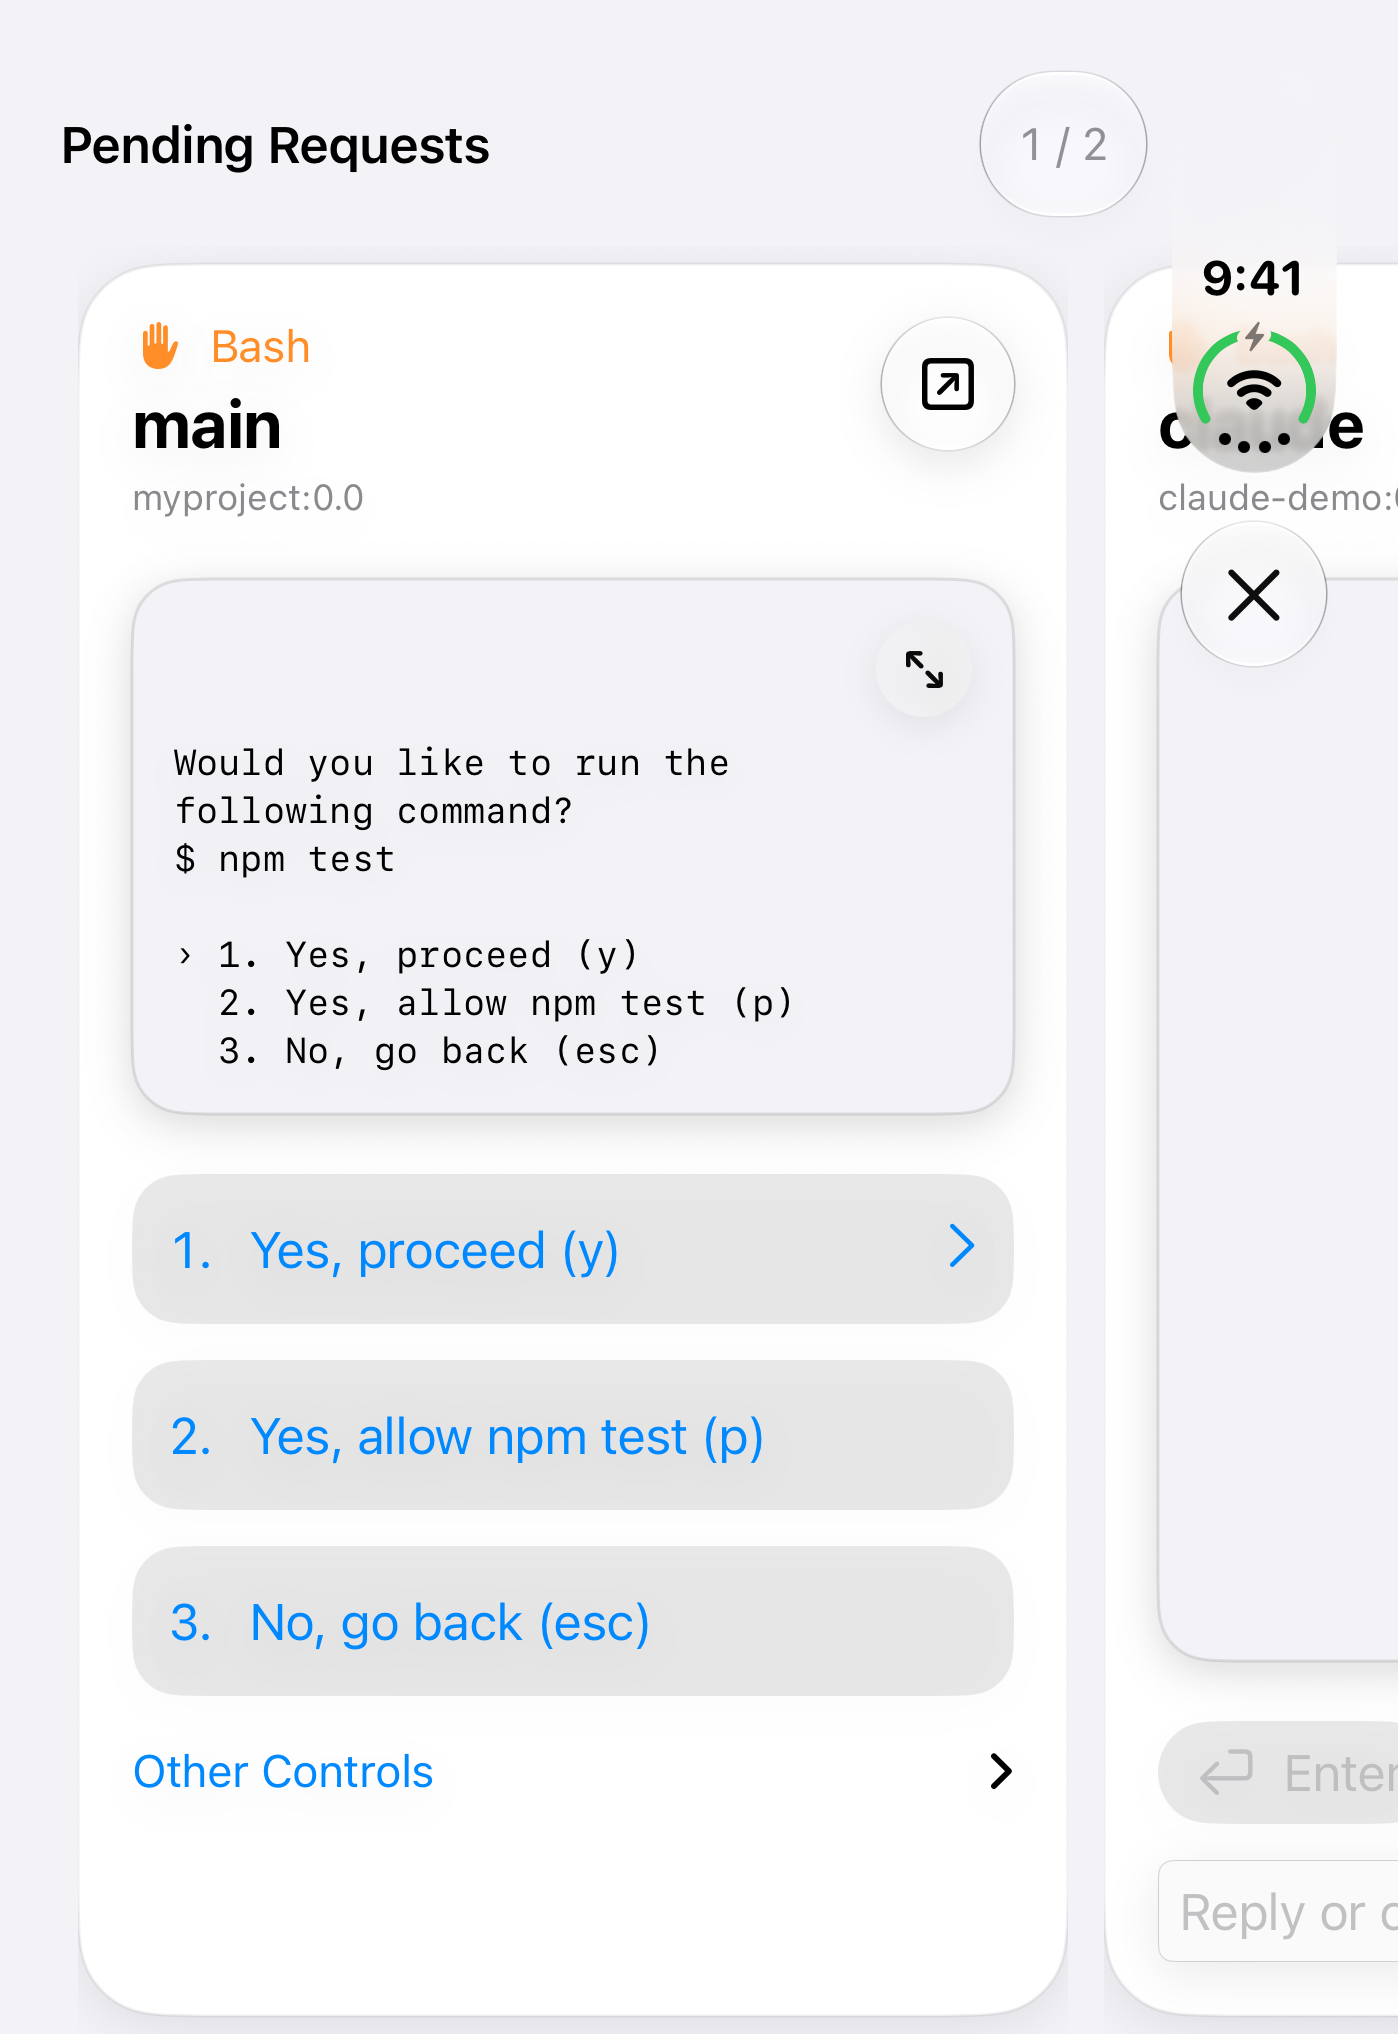 Pending Requests
1 / 2
9:41
Bash
main
myproject:0.0
Would you like to run the
following command?
$ npm test
› 1. Yes, proceed (y)
2. Yes, allow npm test (p)
3. No, go back (esc)
1. Yes, proceed (y)
2. Yes, allow npm test (p)
3. No, go back (esc)
Other Controls
claude
claude-demo:
Enter
Reply or